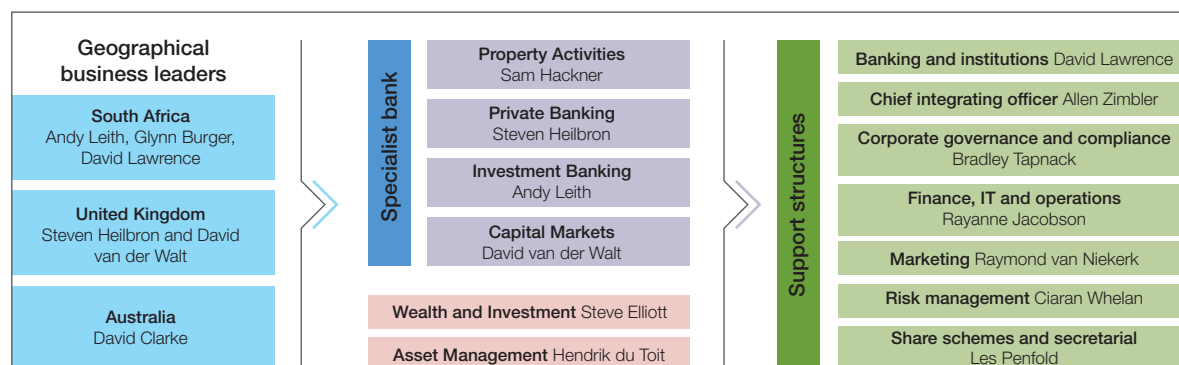 Geographical
business leaders
South Africa
Andy Leith, Glynn Burger,
David Lawrence
United Kingdom
Steven Heilbron and David
van der Walt
Australia
David Clarke
Specialist bank
Property Activities
Sam Hackner
Private Banking
Steven Heilbron
Investment Banking
Andy Leith
Capital Markets
David van der Walt
Wealth and Investment Steve Elliott
Asset Management Hendrik du Toit
Support structures
Banking and institutions David Lawrence
Chief integrating officer Allen Zimbler
Corporate governance and compliance
Bradley Tapnack
Finance, IT and operations
Rayanne Jacobson
Marketing Raymond van Niekerk
Risk management Ciaran Whelan
Share schemes and secretarial
Les Penfold